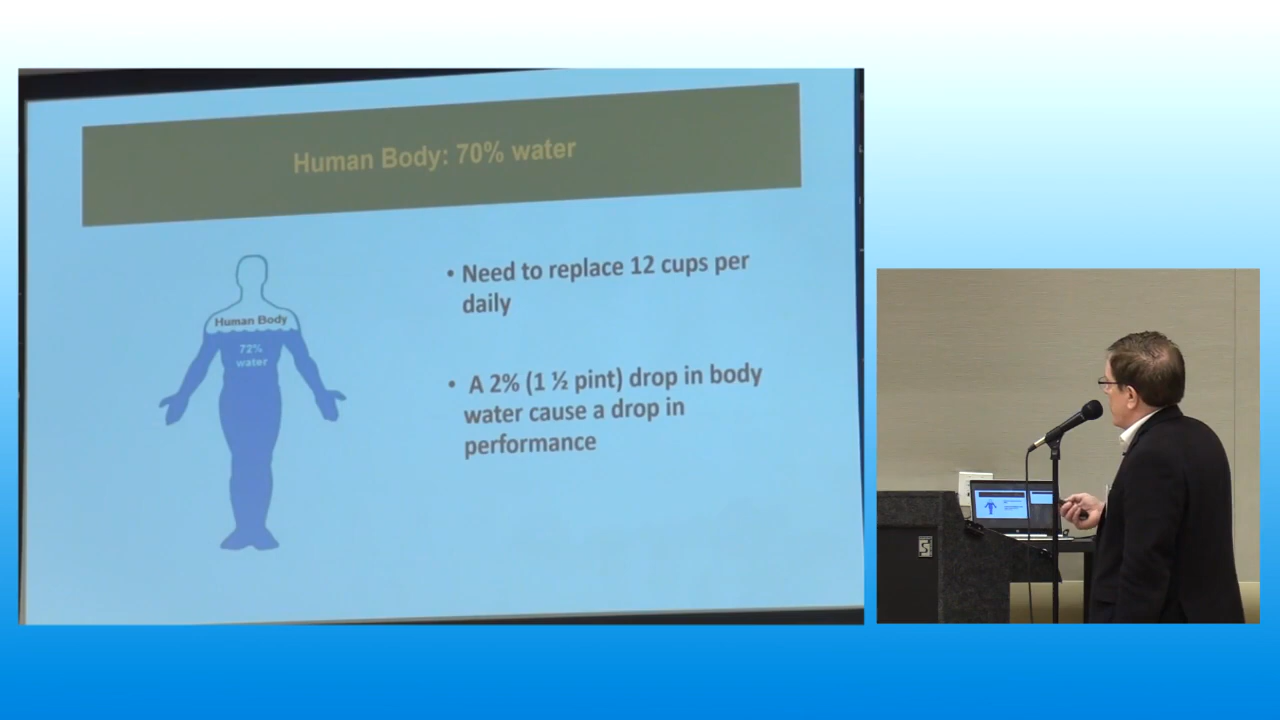 Human Body: 70% water
Human Body
72%
water
• Need to replace 12 cups per
daily
• A 2% (1 ½ pint) drop in body
water cause a drop in
performance